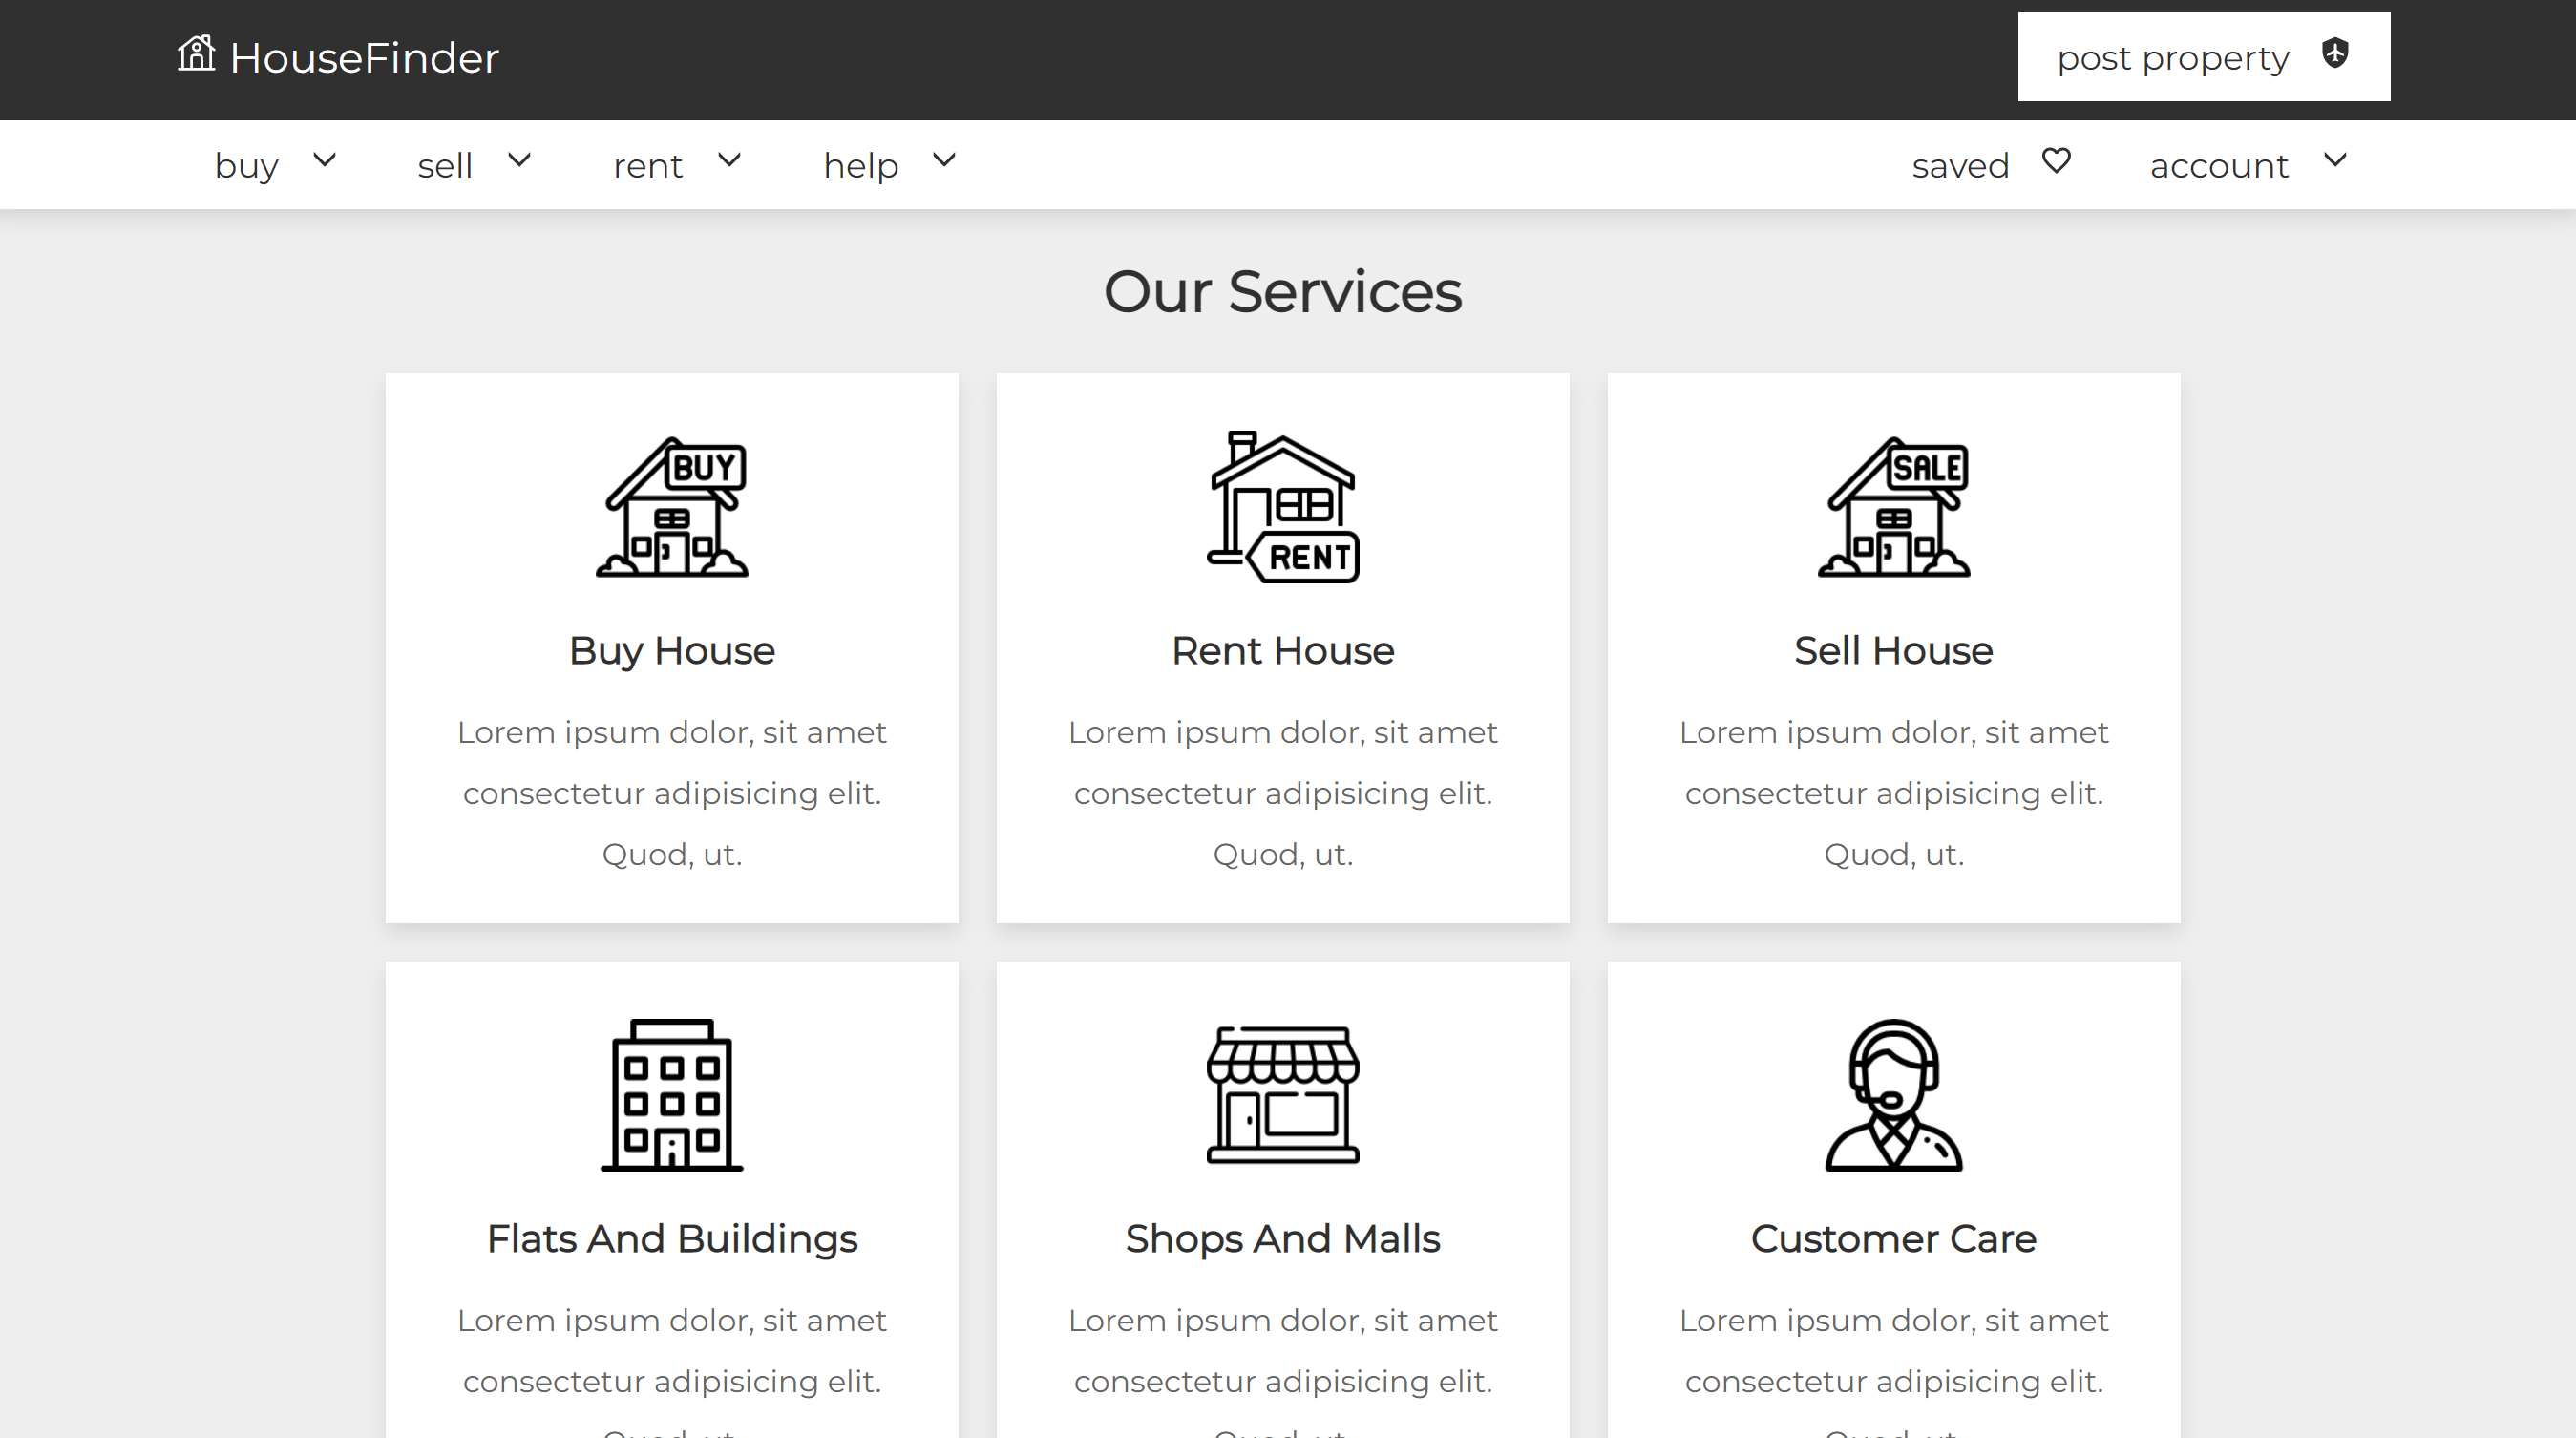 HouseFinder
post property
buy sell rent help saved account
Our Services
BUY
RENT
SALE
Buy House
Rent House
Sell House
Lorem ipsum dolor, sit amet
consectetur adipisicing elit.
Quod, ut.
Lorem ipsum dolor, sit amet
consectetur adipisicing elit.
Quod, ut.
Lorem ipsum dolor, sit amet
consectetur adipisicing elit.
Quod, ut.
Flats And Buildings
Shops And Malls
Customer Care
Lorem ipsum dolor, sit amet
consectetur adipisicing elit.
Lorem ipsum dolor, sit amet
consectetur adipisicing elit.
Lorem ipsum dolor, sit amet
consectetur adipisicing elit.